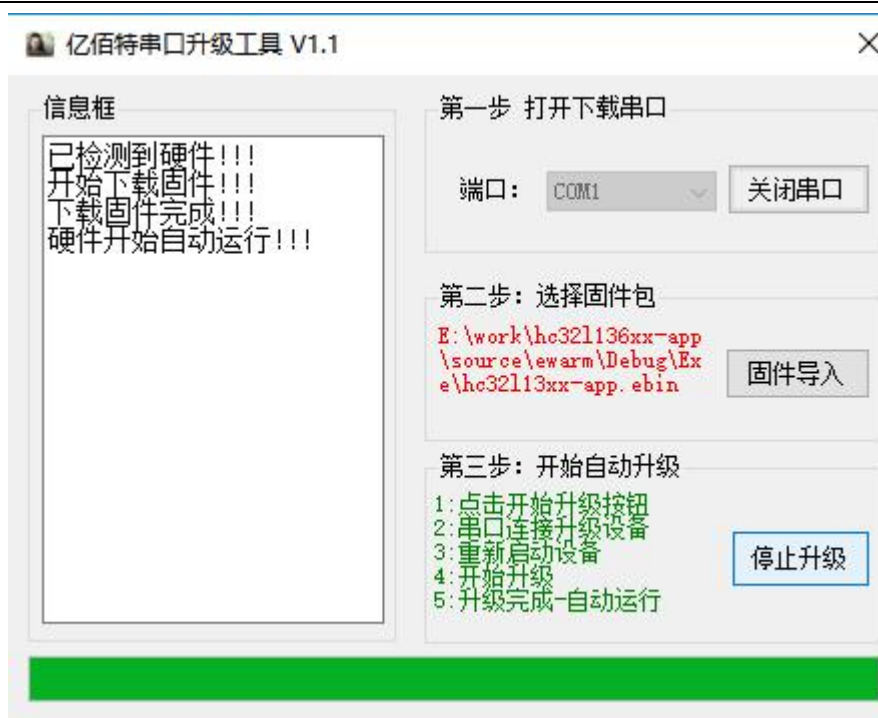 亿佰特串口升级工具 V1.1
信息框
已检测到硬件!!!
开始下载固件!!!
下载固件完成!!!
硬件开始自动运行!!!
第一步 打开下载串口
端口：
COM1
关闭串口
第二步：选择固件包
E:\work\hc32l136xx-app
\source\ewarm\Debug\Ex
e\hc32l13xx-app.ebin
固件导入
第三步：开始自动升级
1:点击开始升级按钮
2:串口连接升级设备
3:重新启动设备
4:开始升级
5:升级完成-自动运行
停止升级